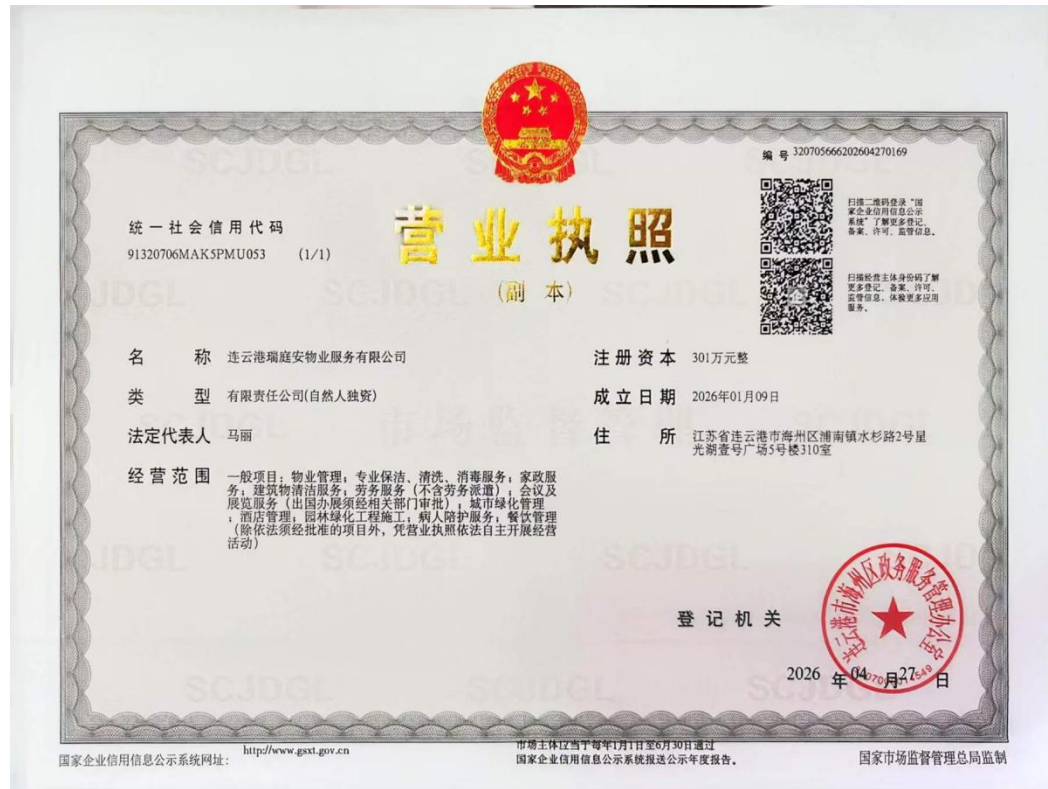 编 号 320705666202604270169
扫描二维码登录“国
家企业信用信息公示
系统”了解更多登记、
备案、许可、监管信息。
统一社会信用代码
91320706MAK5PMU053 (1/1)
营业执照
(副 本)
扫描经营主体身份码了解
更多登记、备案、许可、
监管信息，体验更多应用
服务。
名 称 连云港瑞庭安物业服务有限公司
类 型 有限责任公司(自然人独资)
法定代表人 马丽
经营范围 一般项目：物业管理；专业保洁、清洗、消毒服务；家政服
务；建筑物清洁服务；劳务服务（不含劳务派遣）；会议及
展览服务（出国办展须经相关部门审批）；城市绿化管理
；酒店管理；园林绿化工程施工；病人陪护服务；餐饮管理
（除依法须经批准的项目外，凭营业执照依法自主开展经营
活动）
注册资本 301万元整
成立日期 2026年01月09日
住 所 江苏省连云港市海州区浦南镇水杉路2号星
光湖壹号广场5号楼310室
登记机关
连云港市海州区政务服务管理办公室
2026 年 04 月 27 日
国家企业信用信息公示系统网址： http://www.gsxt.gov.cn
市场主体应当于每年1月1日至6月30日通过
国家企业信用信息公示系统报送公示年度报告。
国家市场监督管理总局监制
SCJDGL
市场监督管理